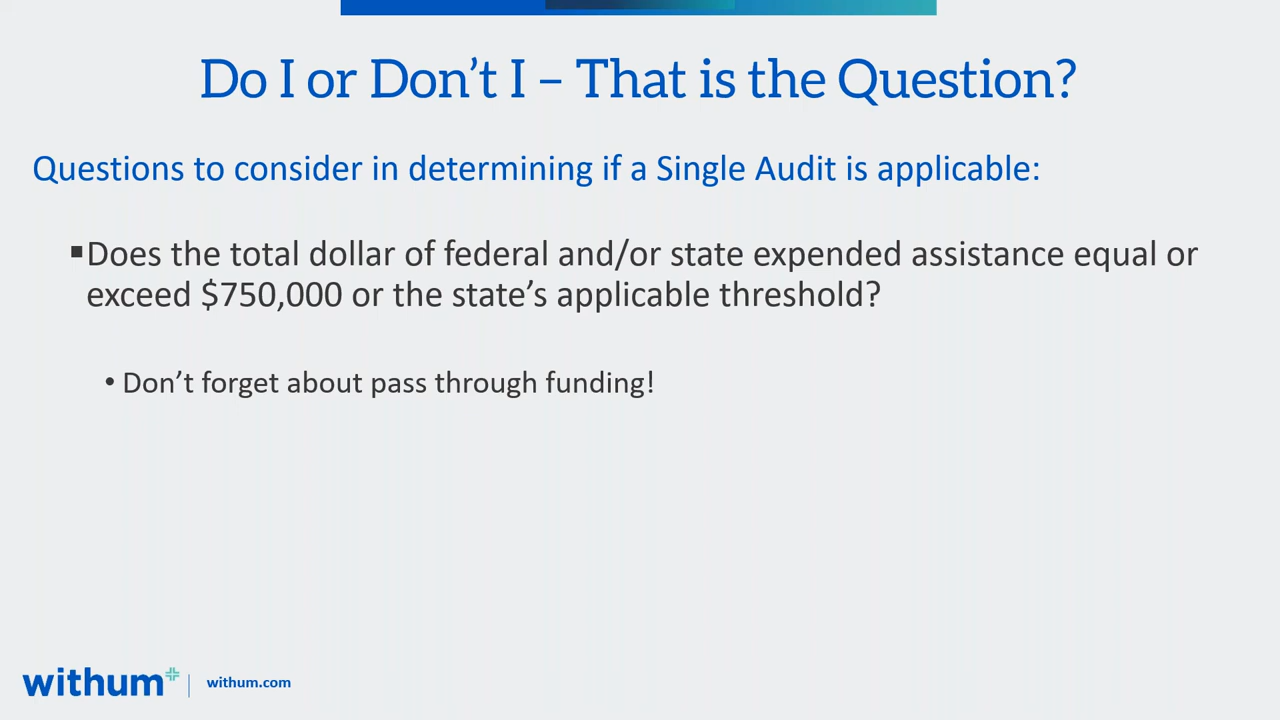 Do I or Don’t I – That is the Question?
Questions to consider in determining if a Single Audit is applicable:
▪Does the total dollar of federal and/or state expended assistance equal or
exceed $750,000 or the state’s applicable threshold?
• Don’t forget about pass through funding!
withum+ | withum.com